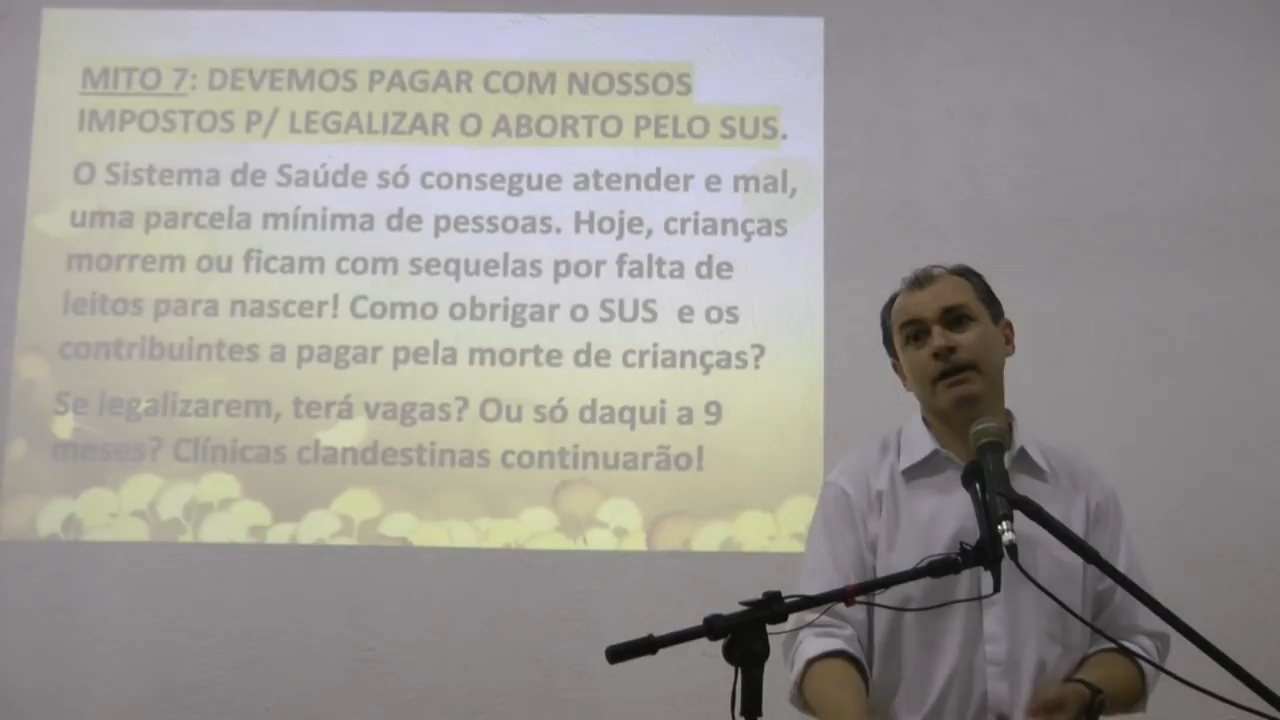 MITO 7: DEVEMOS PAGAR COM NOSSOS
IMPOSTOS P/ LEGALIZAR O ABORTO PELO SUS.
O Sistema de Saúde só consegue atender e mal,
uma parcela mínima de pessoas. Hoje, crianças
morrem ou ficam com sequelas por falta de
leitos para nascer! Como obrigar o SUS e os
contribuintes a pagar pela morte de crianças?
Se legalizarem, terá vagas? Ou só daqui a 9
meses? Clínicas clandestinas continuarão!